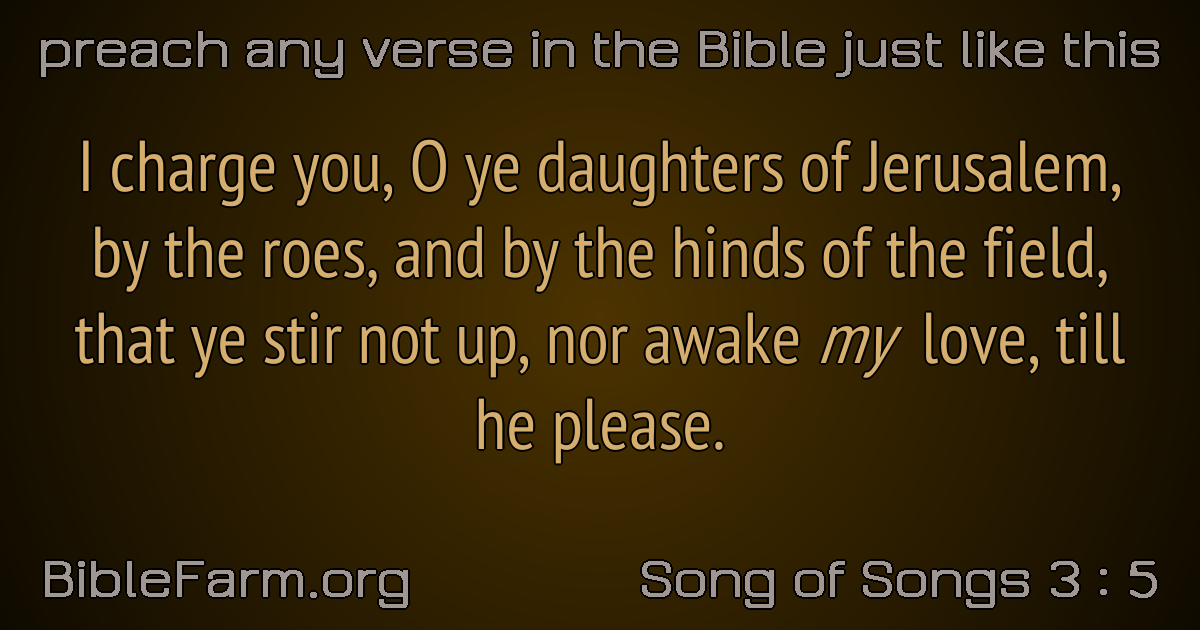 preach any verse in the Bible just like this
I charge you, O ye daughters of Jerusalem,
by the roes, and by the hinds of the field,
that ye stir not up, nor awake my love, till
he please.
BibleFarm.org
Song of Songs 3 : 5